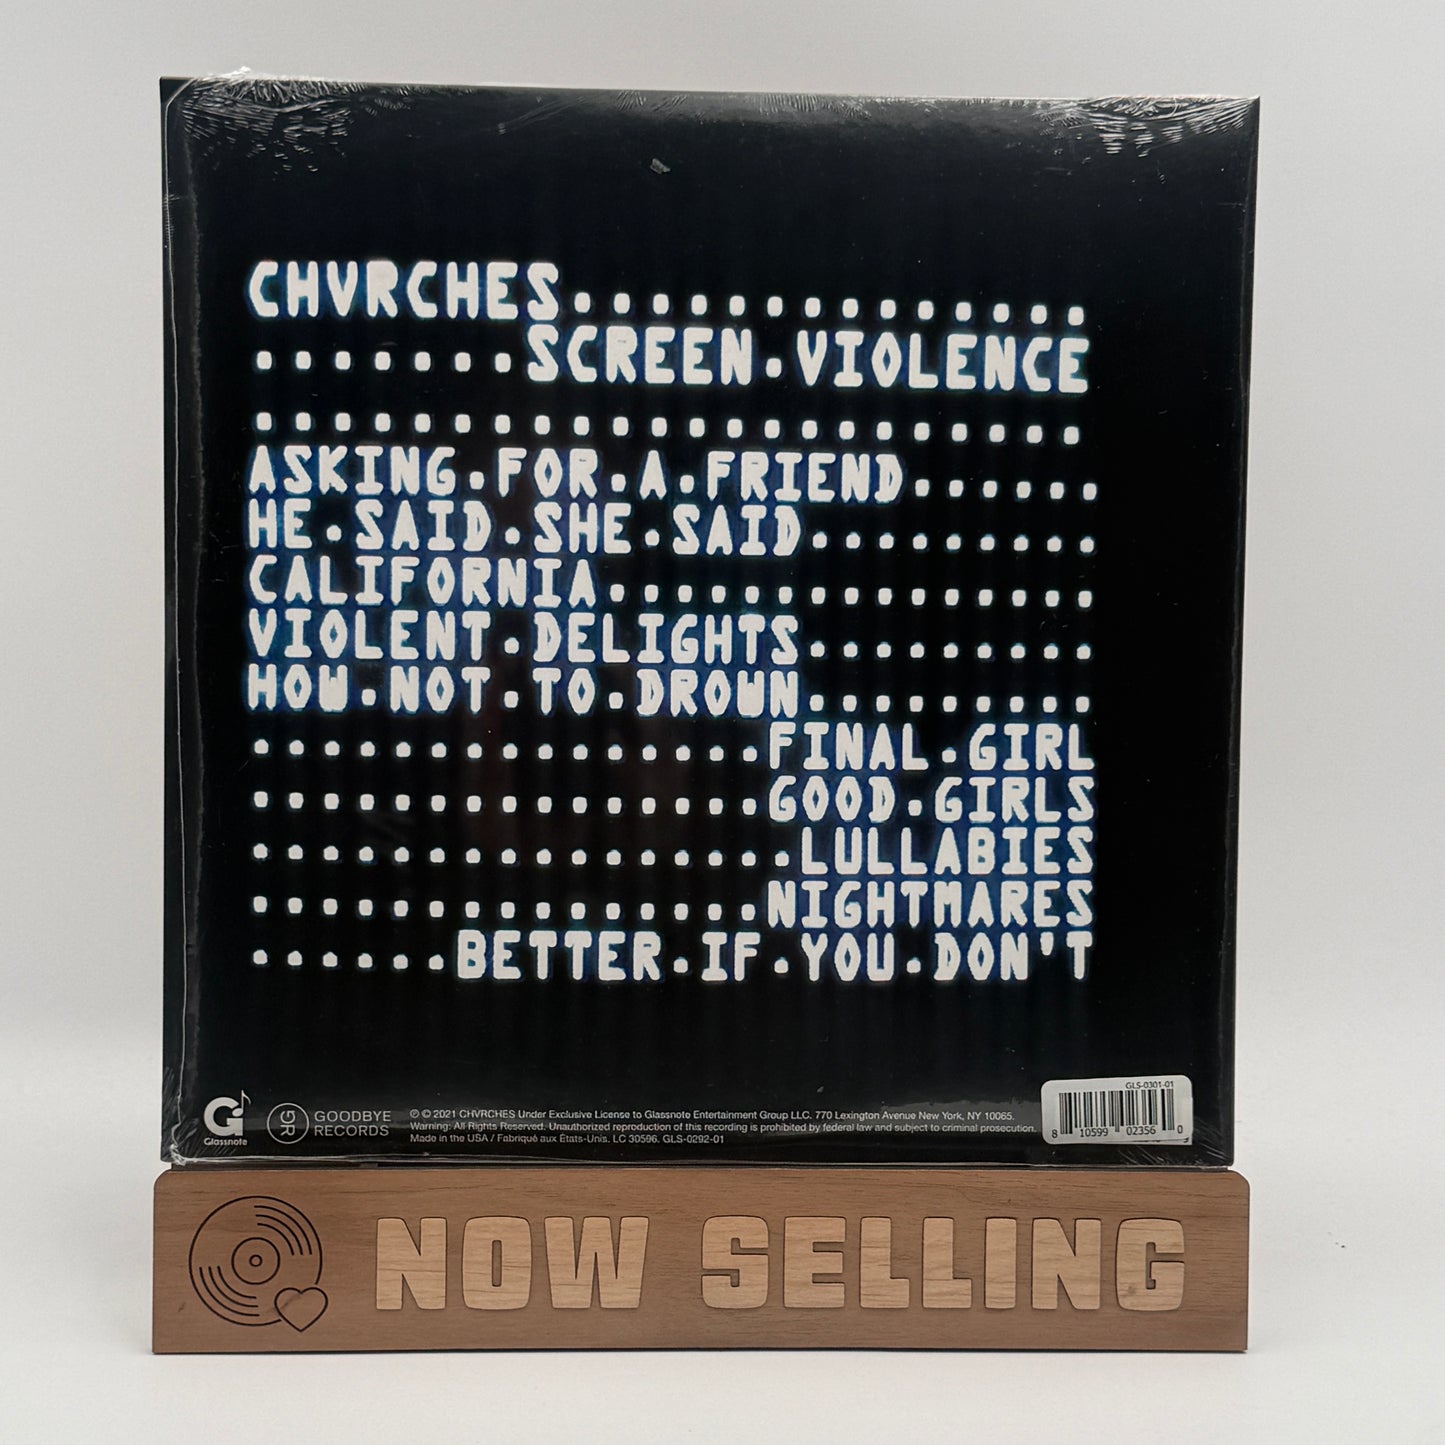 CHVRCHES...............
.......SCREEN.VIOLENCE
......................
ASKING.FOR.A.FRIEND......
HE.SAID.SHE.SAID.........
CALIFORNIA...............
VIOLENT.DELIGHTS.........
HOW.NOT.TO.DROWN.........
...............FINAL.GIRL
...............GOOD.GIRLS
................LULLABIES
...............NIGHTMARES
......BETTER.IF.YOU.DON'T
G
Glassnote
GR
GOODBYE
RECORDS
℗ © 2021 CHVRCHES Under Exclusive License to Glassnote Entertainment Group LLC. 770 Lexington Avenue New York, NY 10065.
Warning: All Rights Reserved. Unauthorized reproduction of this recording is prohibited by federal law and subject to criminal prosecution.
Made in the USA / Fabriqué aux États-Unis. LC 30596. GLS-0292-01
GLS-0301-01
8 10599 02356 0
NOW SELLING